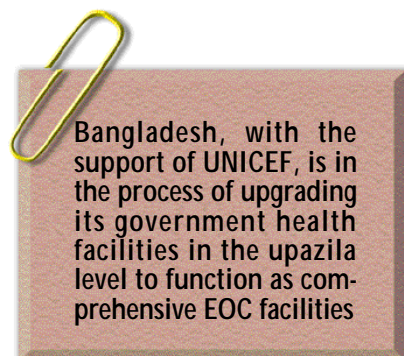 Bangladesh, with the
support of UNICEF, is in
the process of upgrading
its government health
facilities in the upazila
level to function as com-
prehensive EOC facilities